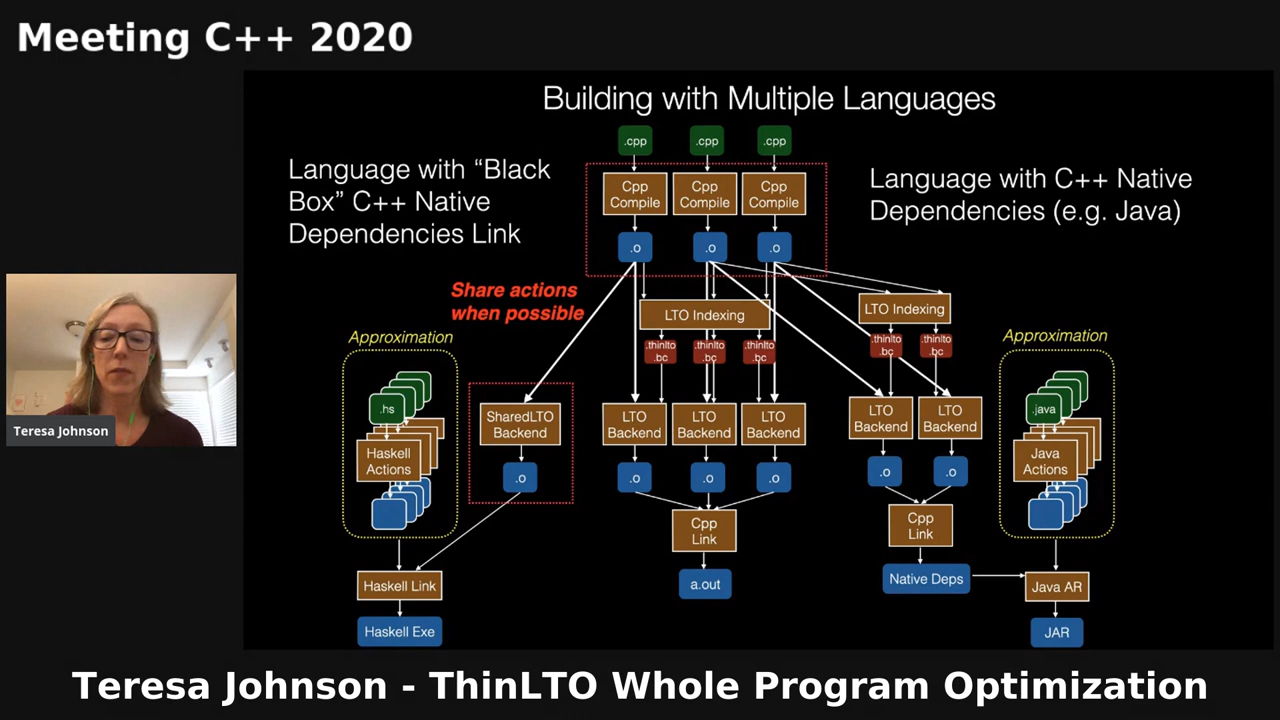 Meeting C++ 2020
Building with Multiple Languages
Language with “Black
Box” C++ Native
Dependencies Link
Language with C++ Native
Dependencies (e.g. Java)
.cpp
.cpp
.cpp
Cpp
Compile
Cpp
Compile
Cpp
Compile
.o
.o
.o
Share actions
when possible
LTO Indexing
LTO Indexing
.thinlto
.bc
.thinlto
.bc
.thinlto
.bc
.thinlto
.bc
.thinlto
.bc
Approximation
.hs
Haskell
Actions
SharedLTO
Backend
LTO
Backend
LTO
Backend
LTO
Backend
LTO
Backend
LTO
Backend
Approximation
.java
Java
Actions
.o
.o
.o
.o
.o
.o
Cpp
Link
Cpp
Link
Haskell Link
a.out
Native Deps
Java AR
Haskell Exe
JAR
Teresa Johnson
Teresa Johnson - ThinLTO Whole Program Optimization